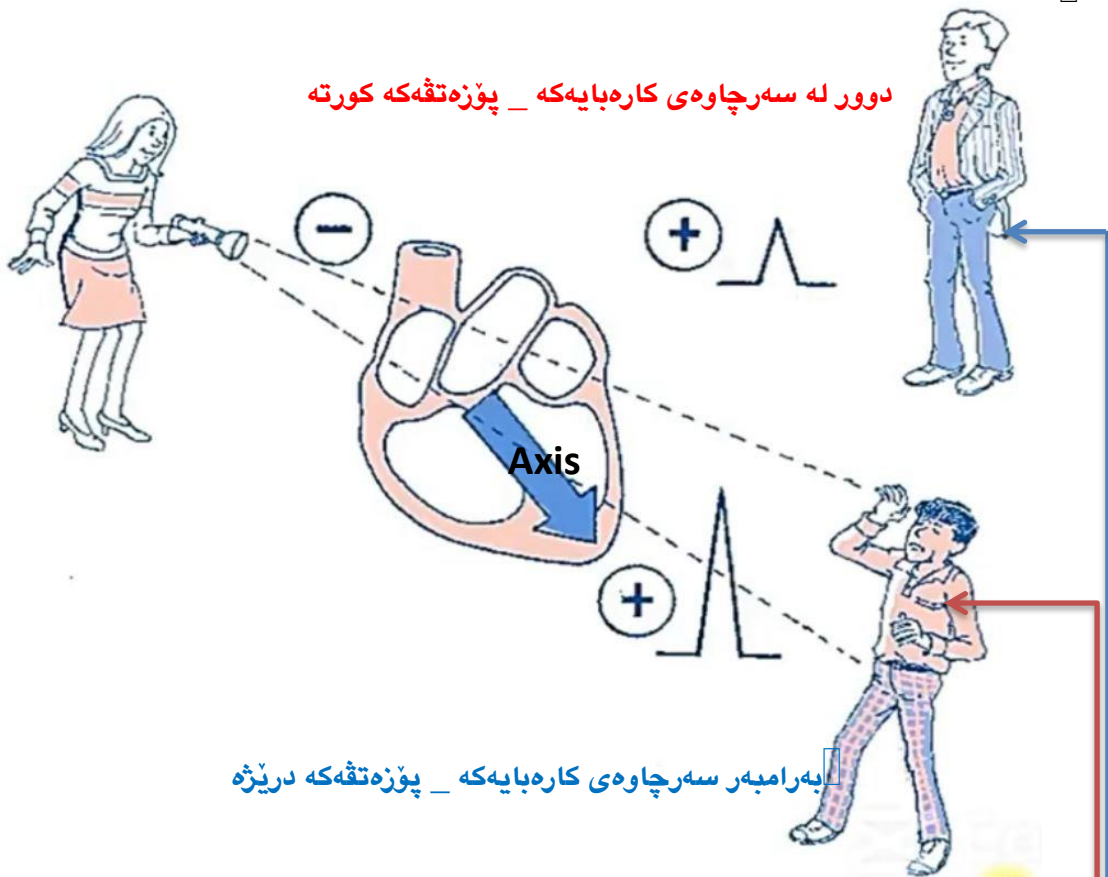 دوور لە سەرچاوەی کارەبایەکە _ پۆزەتڤەکە کورتە
−
+
Axis
+
بەرامبەر سەرچاوەی کارەبایەکە _ پۆزەتڤەکە درێژە